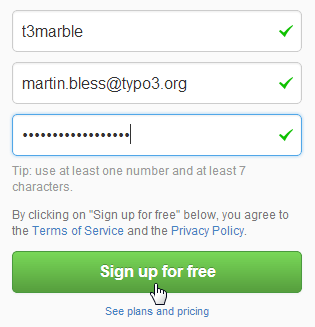 t3marble
martin.bless@typo3.org
••••••••••••••••••
Tip: use at least one number and at least 7
characters.
By clicking on "Sign up for free" below, you agree to
the Terms of Service and the Privacy Policy.
Sign up for free
See plans and pricing